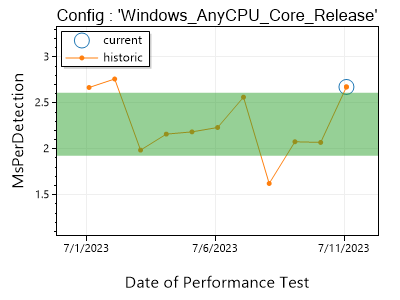 Config : 'Windows_AnyCPU_Core_Release'
current
historic
3
2.5
2
1.5
MsPerDetection
7/1/2023 7/6/2023 7/11/2023
Date of Performance Test